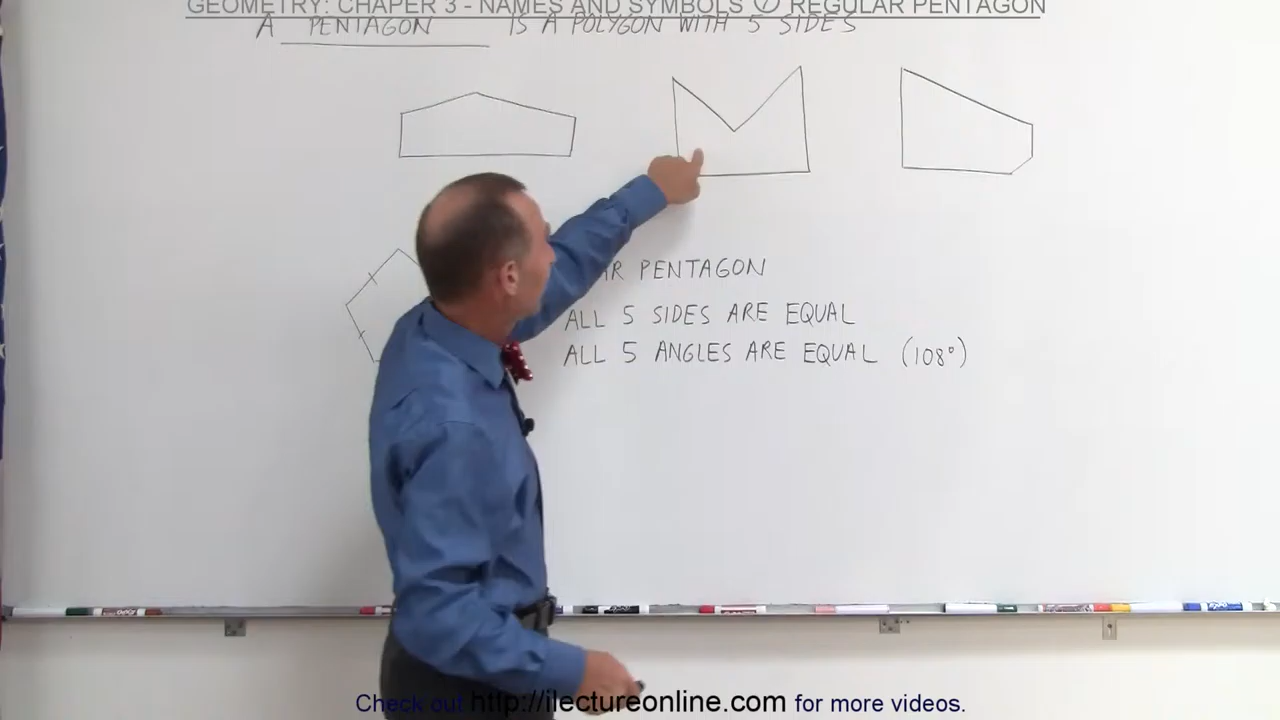 GEOMETRY: CHAPER 3 - NAMES AND SYMBOLS ⑦ REGULAR PENTAGON
A PENTAGON IS A POLYGON WITH 5 SIDES
AR PENTAGON
ALL 5 SIDES ARE EQUAL
ALL 5 ANGLES ARE EQUAL (108°)
Check out http://ilectureonline.com for more videos.